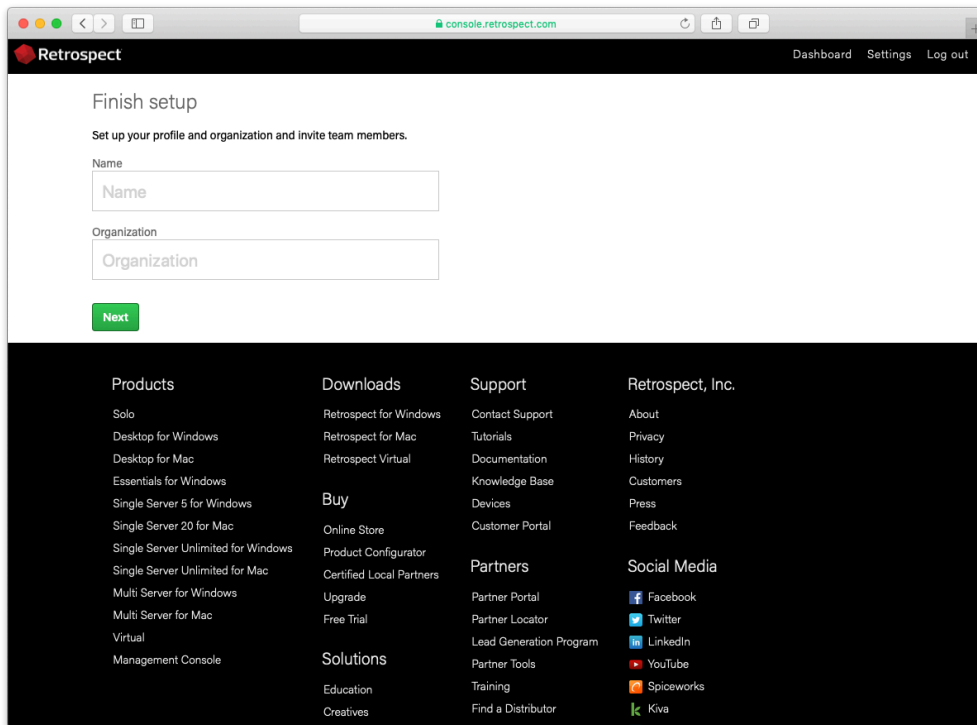 console.retrospect.com
Retrospect
Dashboard Settings Log out
Finish setup
Set up your profile and organization and invite team members.
Name
Name
Organization
Organization
Next
Products
Solo
Desktop for Windows
Desktop for Mac
Essentials for Windows
Single Server 5 for Windows
Single Server 20 for Mac
Single Server Unlimited for Windows
Single Server Unlimited for Mac
Multi Server for Windows
Multi Server for Mac
Virtual
Management Console
Downloads
Retrospect for Windows
Retrospect for Mac
Retrospect Virtual
Buy
Online Store
Product Configurator
Certified Local Partners
Upgrade
Free Trial
Solutions
Education
Creatives
Support
Contact Support
Tutorials
Documentation
Knowledge Base
Devices
Customer Portal
Partners
Partner Portal
Partner Locator
Lead Generation Program
Partner Tools
Training
Find a Distributor
Retrospect, Inc.
About
Privacy
History
Customers
Press
Feedback
Social Media
Facebook
Twitter
LinkedIn
YouTube
Spiceworks
Kiva